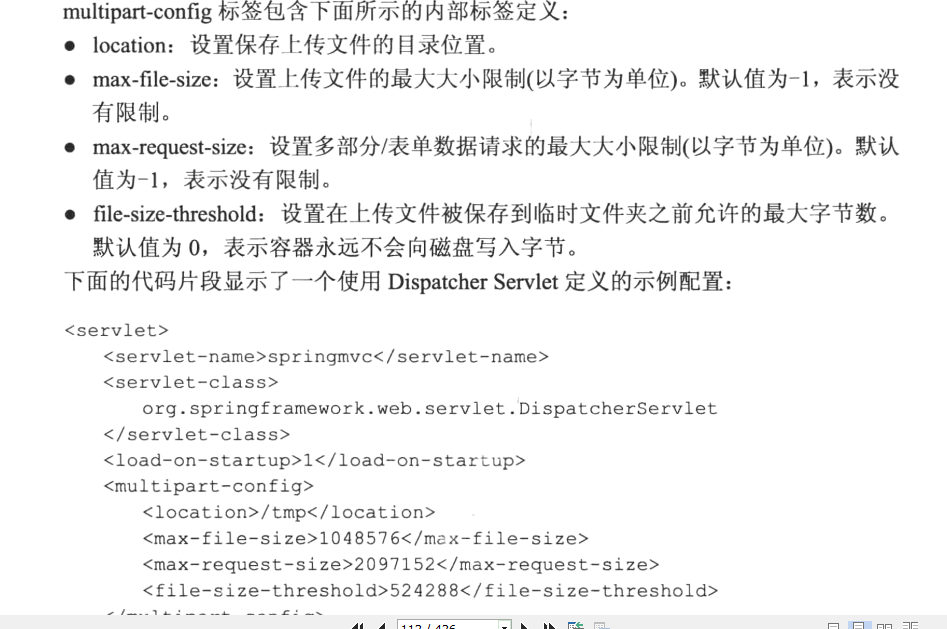 multipart-config 标签包含下面所示的内部标签定义：
● location：设置保存上传文件的目录位置。
● max-file-size：设置上传文件的最大大小限制(以字节为单位)。默认值为-1，表示没
有限制。
● max-request-size：设置多部分/表单数据请求的最大大小限制(以字节为单位)。默认
值为-1，表示没有限制。
● file-size-threshold：设置在上传文件被保存到临时文件夹之前允许的最大字节数。
默认值为 0，表示容器永远不会向磁盘写入字节。
下面的代码片段显示了一个使用 Dispatcher Servlet 定义的示例配置：
<servlet>
<servlet-name>springmvc</servlet-name>
<servlet-class>
org.springframework.web.servlet.DispatcherServlet
</servlet-class>
<load-on-startup>1</load-on-startup>
<multipart-config>
<location>/tmp</location>
<max-file-size>1048576</max-file-size>
<max-request-size>2097152</max-request-size>
<file-size-threshold>524288</file-size-threshold>
</multipart-config>